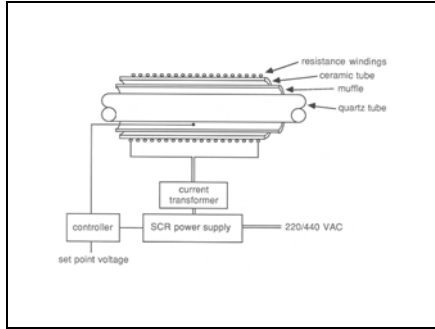 resistance windings
ceramic tube
muffle
quartz tube
current
transformer
controller
SCR power supply
220/440 VAC
set point voltage